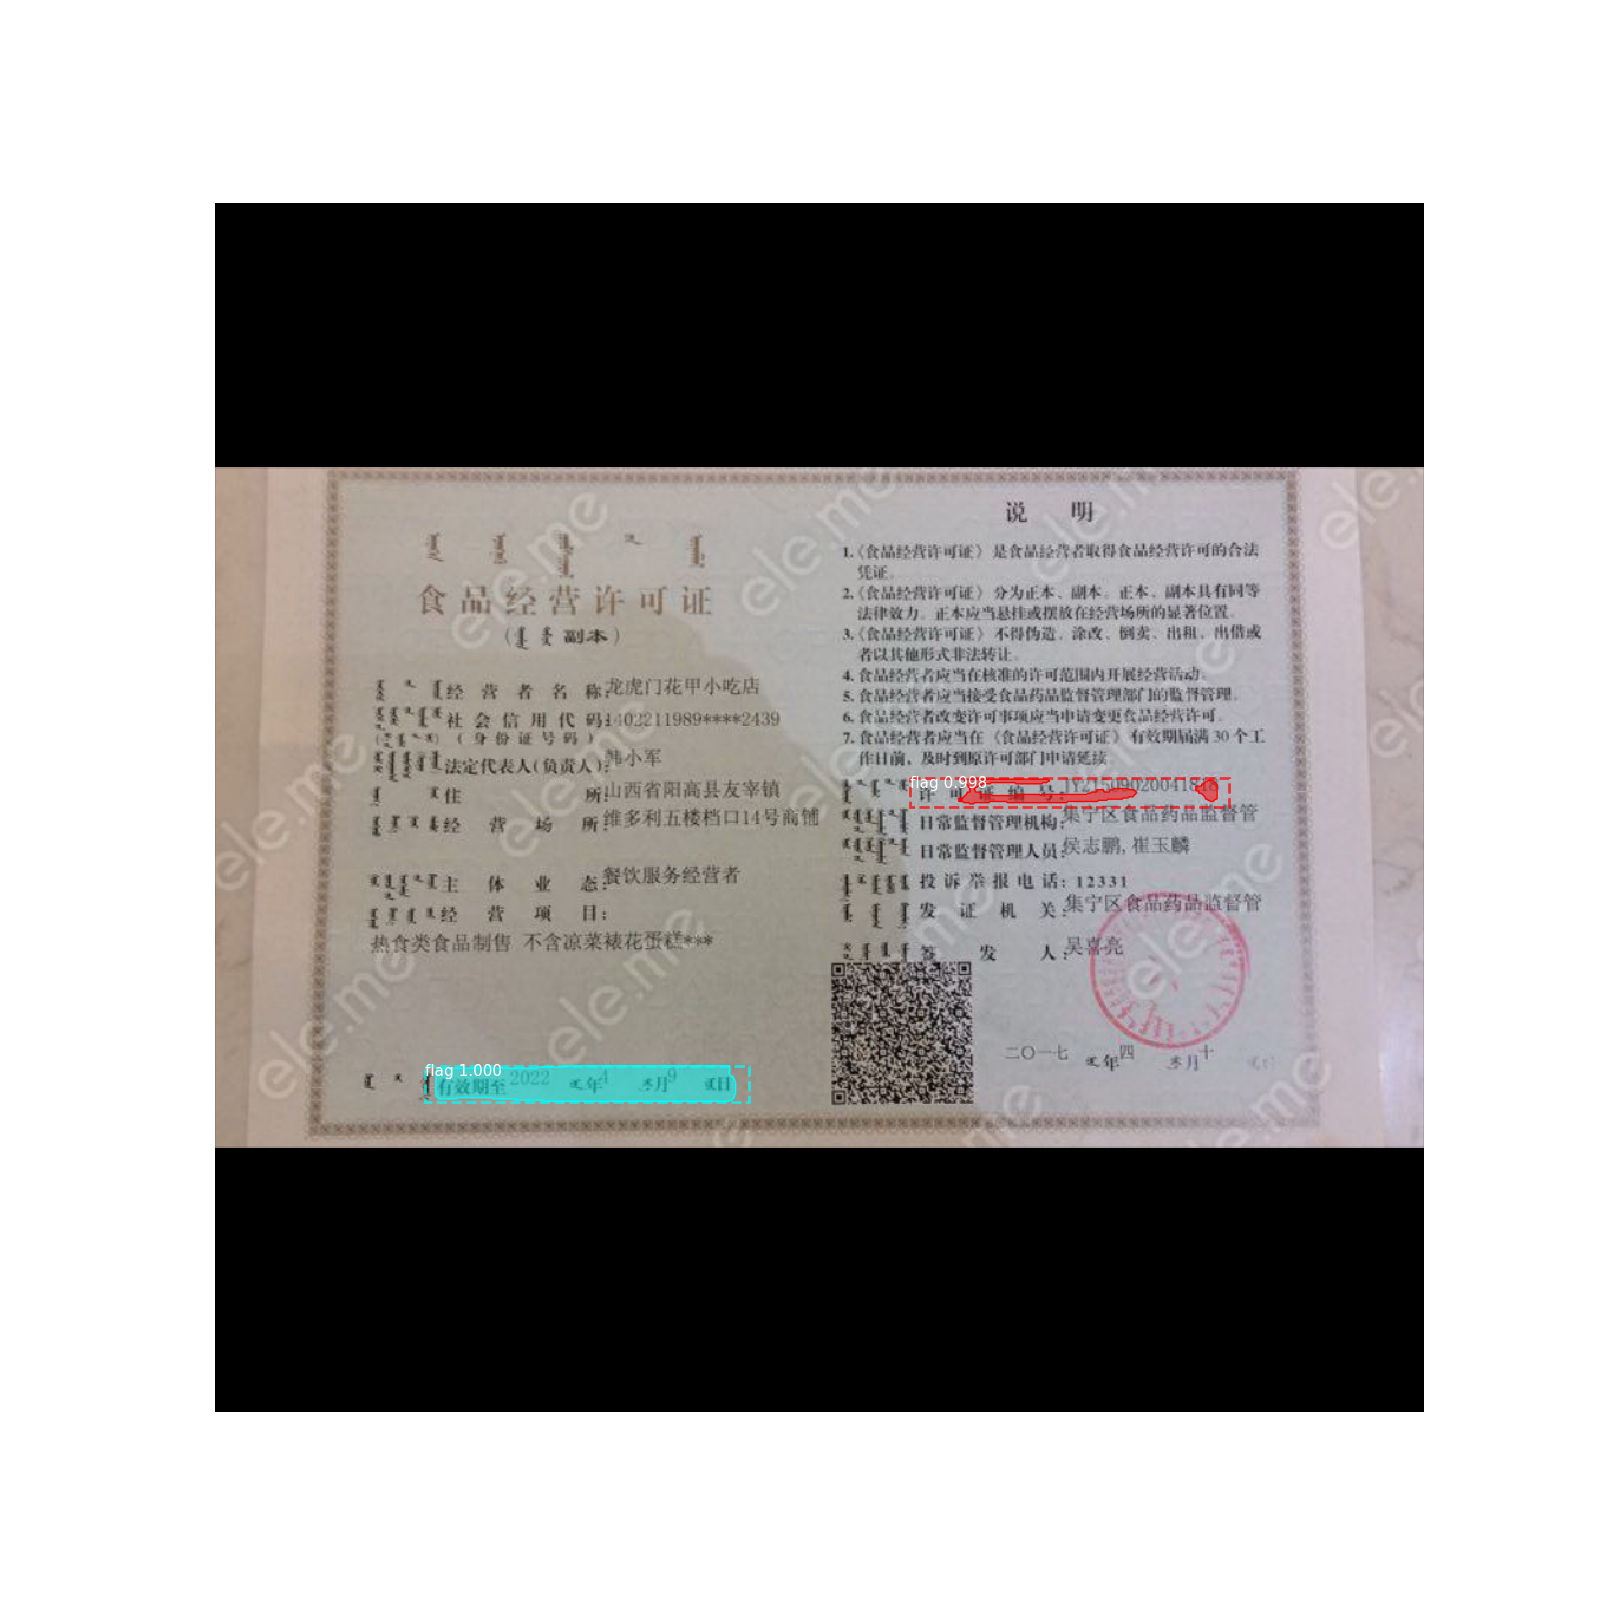 食品经营许可证
(副本)
经营者名称:龙虎门花甲小吃店
社会信用代码:1402211989****2439
(身份证号码)
法定代表人(负责人):韩小军
住所:山西省阳高县友宰镇
经营场所:维多利五楼档口14号商铺
主体业态:餐饮服务经营者
经营项目:
热食类食品制售 不含凉菜裱花蛋糕***
flag 1.000
有效期至2022年4月9日
说明
1.《食品经营许可证》是食品经营者取得食品经营许可的合法
凭证。
2.《食品经营许可证》分为正本、副本。正本、副本具有同等
法律效力。正本应当悬挂或摆放在经营场所的显著位置。
3.《食品经营许可证》不得伪造、涂改、倒卖、出租、出借或
者以其他形式非法转让。
4.食品经营者应当在核准的许可范围内开展经营活动。
5.食品经营者应当接受食品药品监督管理部门的监督管理。
6.食品经营者改变许可事项应当申请变更食品经营许可。
7.食品经营者应当在《食品经营许可证》有效期届满30个工
作日前,及时到原许可部门申请延续
flag 0.998
许可证编号:
日常监督管理机构:集宁区食品药品监督管
日常监督管理人员:侯志鹏,崔玉麟
投诉举报电话:12331
发证机关:集宁区食品药品监督管
签发人:吴喜亮
二〇一七年四月十
ele.me